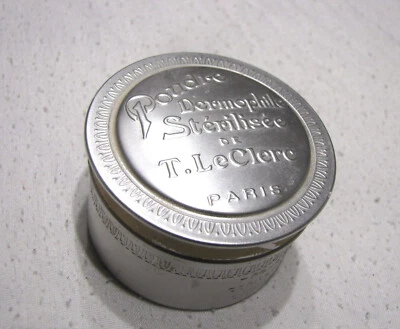 Poudre
Dermophile
Stérilisée
DE
T. LeClerc
PARIS